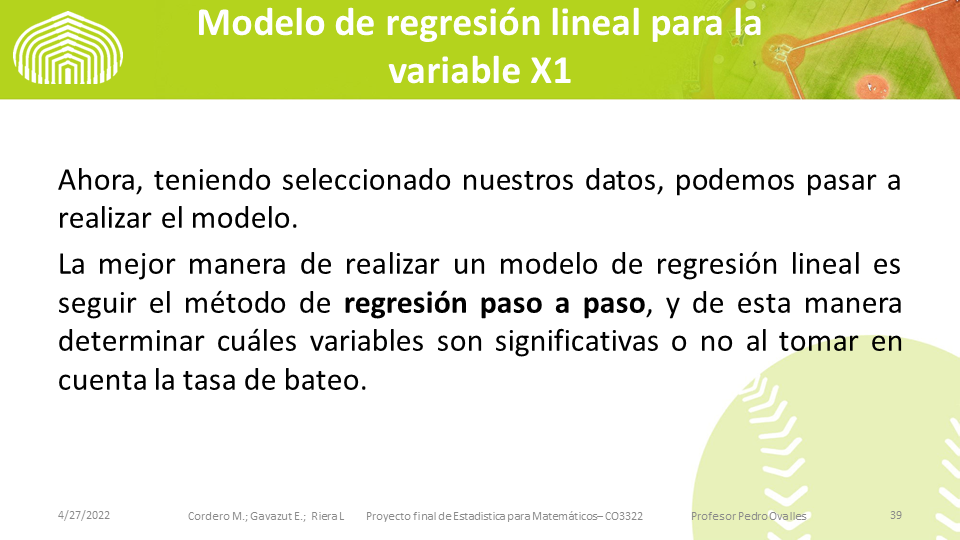 Modelo de regresión lineal para la
variable X1
Ahora, teniendo seleccionado nuestros datos, podemos pasar a
realizar el modelo.
La mejor manera de realizar un modelo de regresión lineal es
seguir el método de regresión paso a paso, y de esta manera
determinar cuáles variables son significativas o no al tomar en
cuenta la tasa de bateo.
4/27/2022 Cordero M.; Gavazut E.; Riera L Proyecto final de Estadistica para Matemáticos– CO3322 Profesor Pedro Ovalles 39